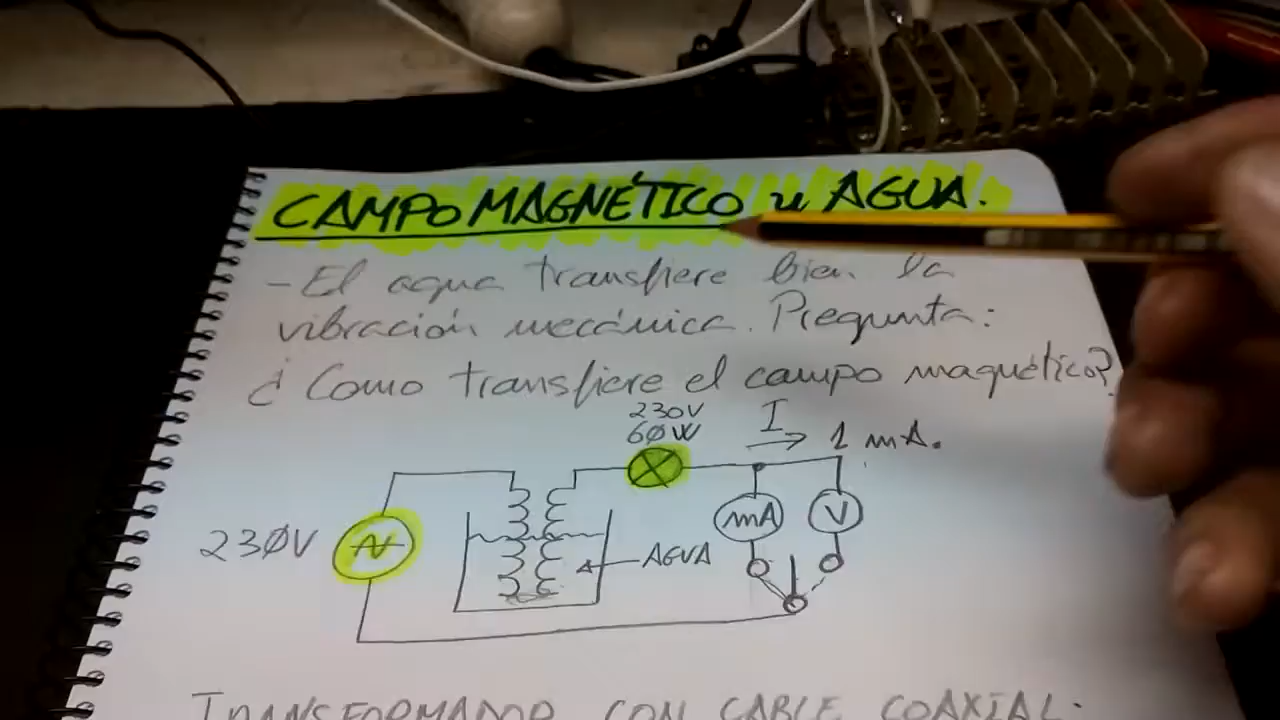 CAMPO MAGNÉTICO y AGUA.
- El agua transfiere bien la
vibración mecánica. Pregunta:
¿Como transfiere el campo magnético?
230V
60W
I
1 mA.
230V
mA
V
AGUA
TRANSFORMADOR CON CABLE COAXIAL.